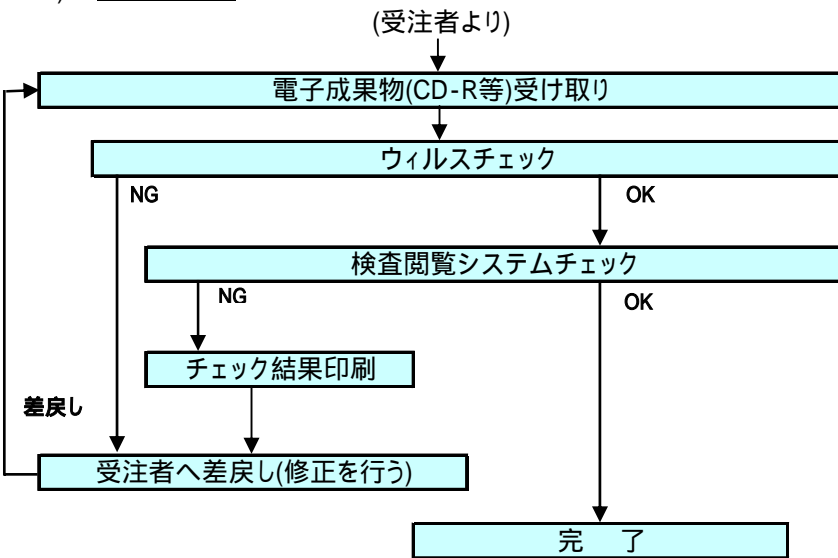 (受注者より)
電子成果物(CD-R等)受け取り
ウィルスチェック
NG
OK
検査閲覧システムチェック
NG
OK
チェック結果印刷
差戻し
受注者へ差戻し(修正を行う)
完 了